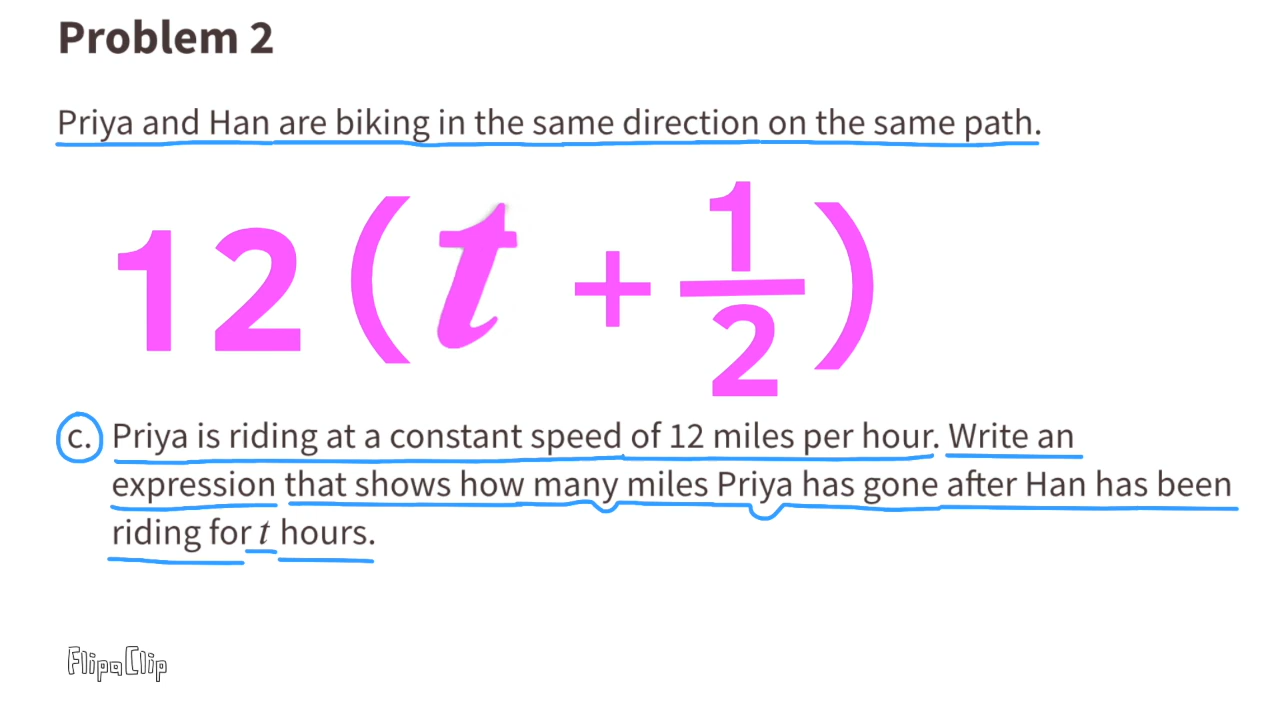 Problem 2
Priya and Han are biking in the same direction on the same path.
12 ( t + 1/2 )
c. Priya is riding at a constant speed of 12 miles per hour. Write an
expression that shows how many miles Priya has gone after Han has been
riding for t hours.
FlipaClip